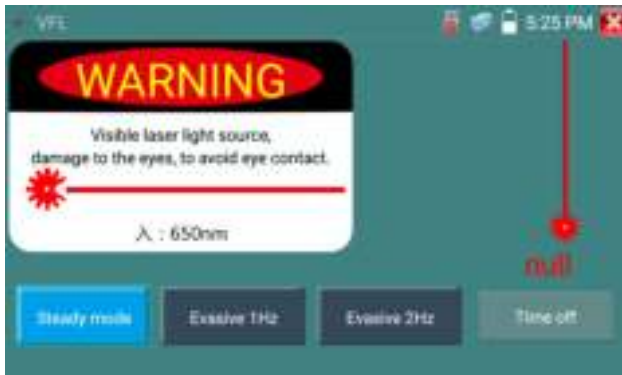 VFL
5:25 PM
WARNING
Visible laser light source,
damage to the eyes, to avoid eye contact.
入 : 650nm
null
Steady mode
Evasive 1Hz
Evasive 2Hz
Time off